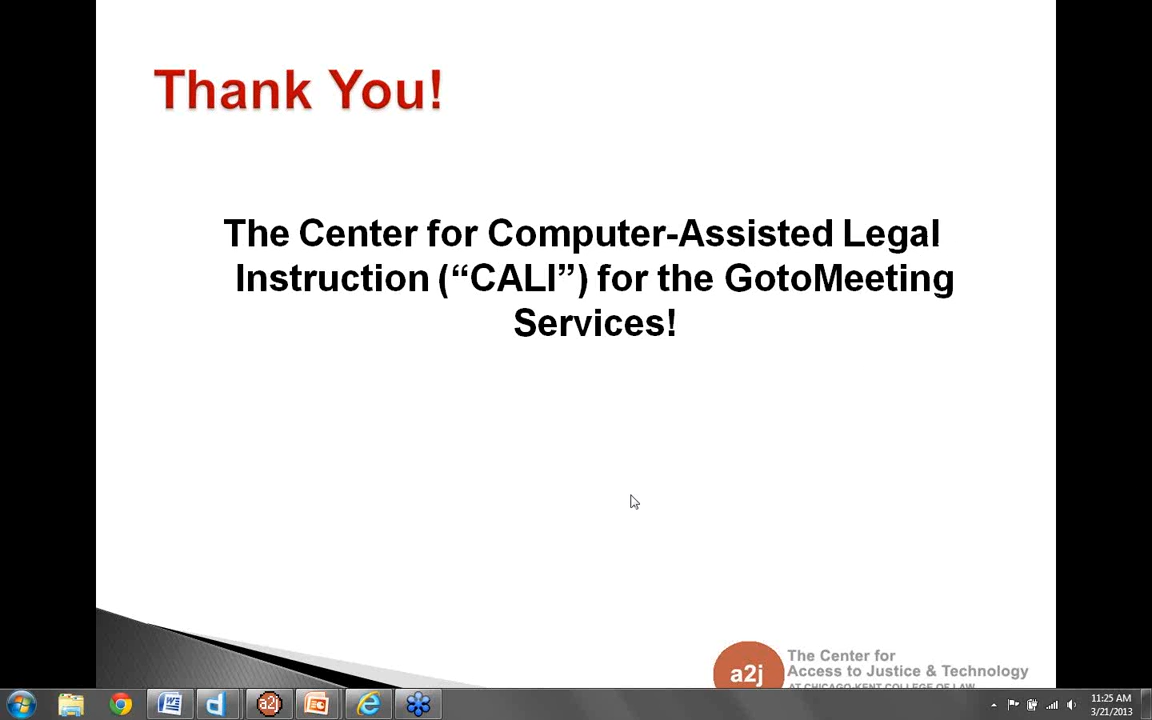 Thank You!
The Center for Computer-Assisted Legal
Instruction (“CALI”) for the GotoMeeting
Services!
a2j
The Center for
Access to Justice & Technology
AT CHICAGO-KENT COLLEGE OF LAW
a2j
11:25 AM
3/21/2013